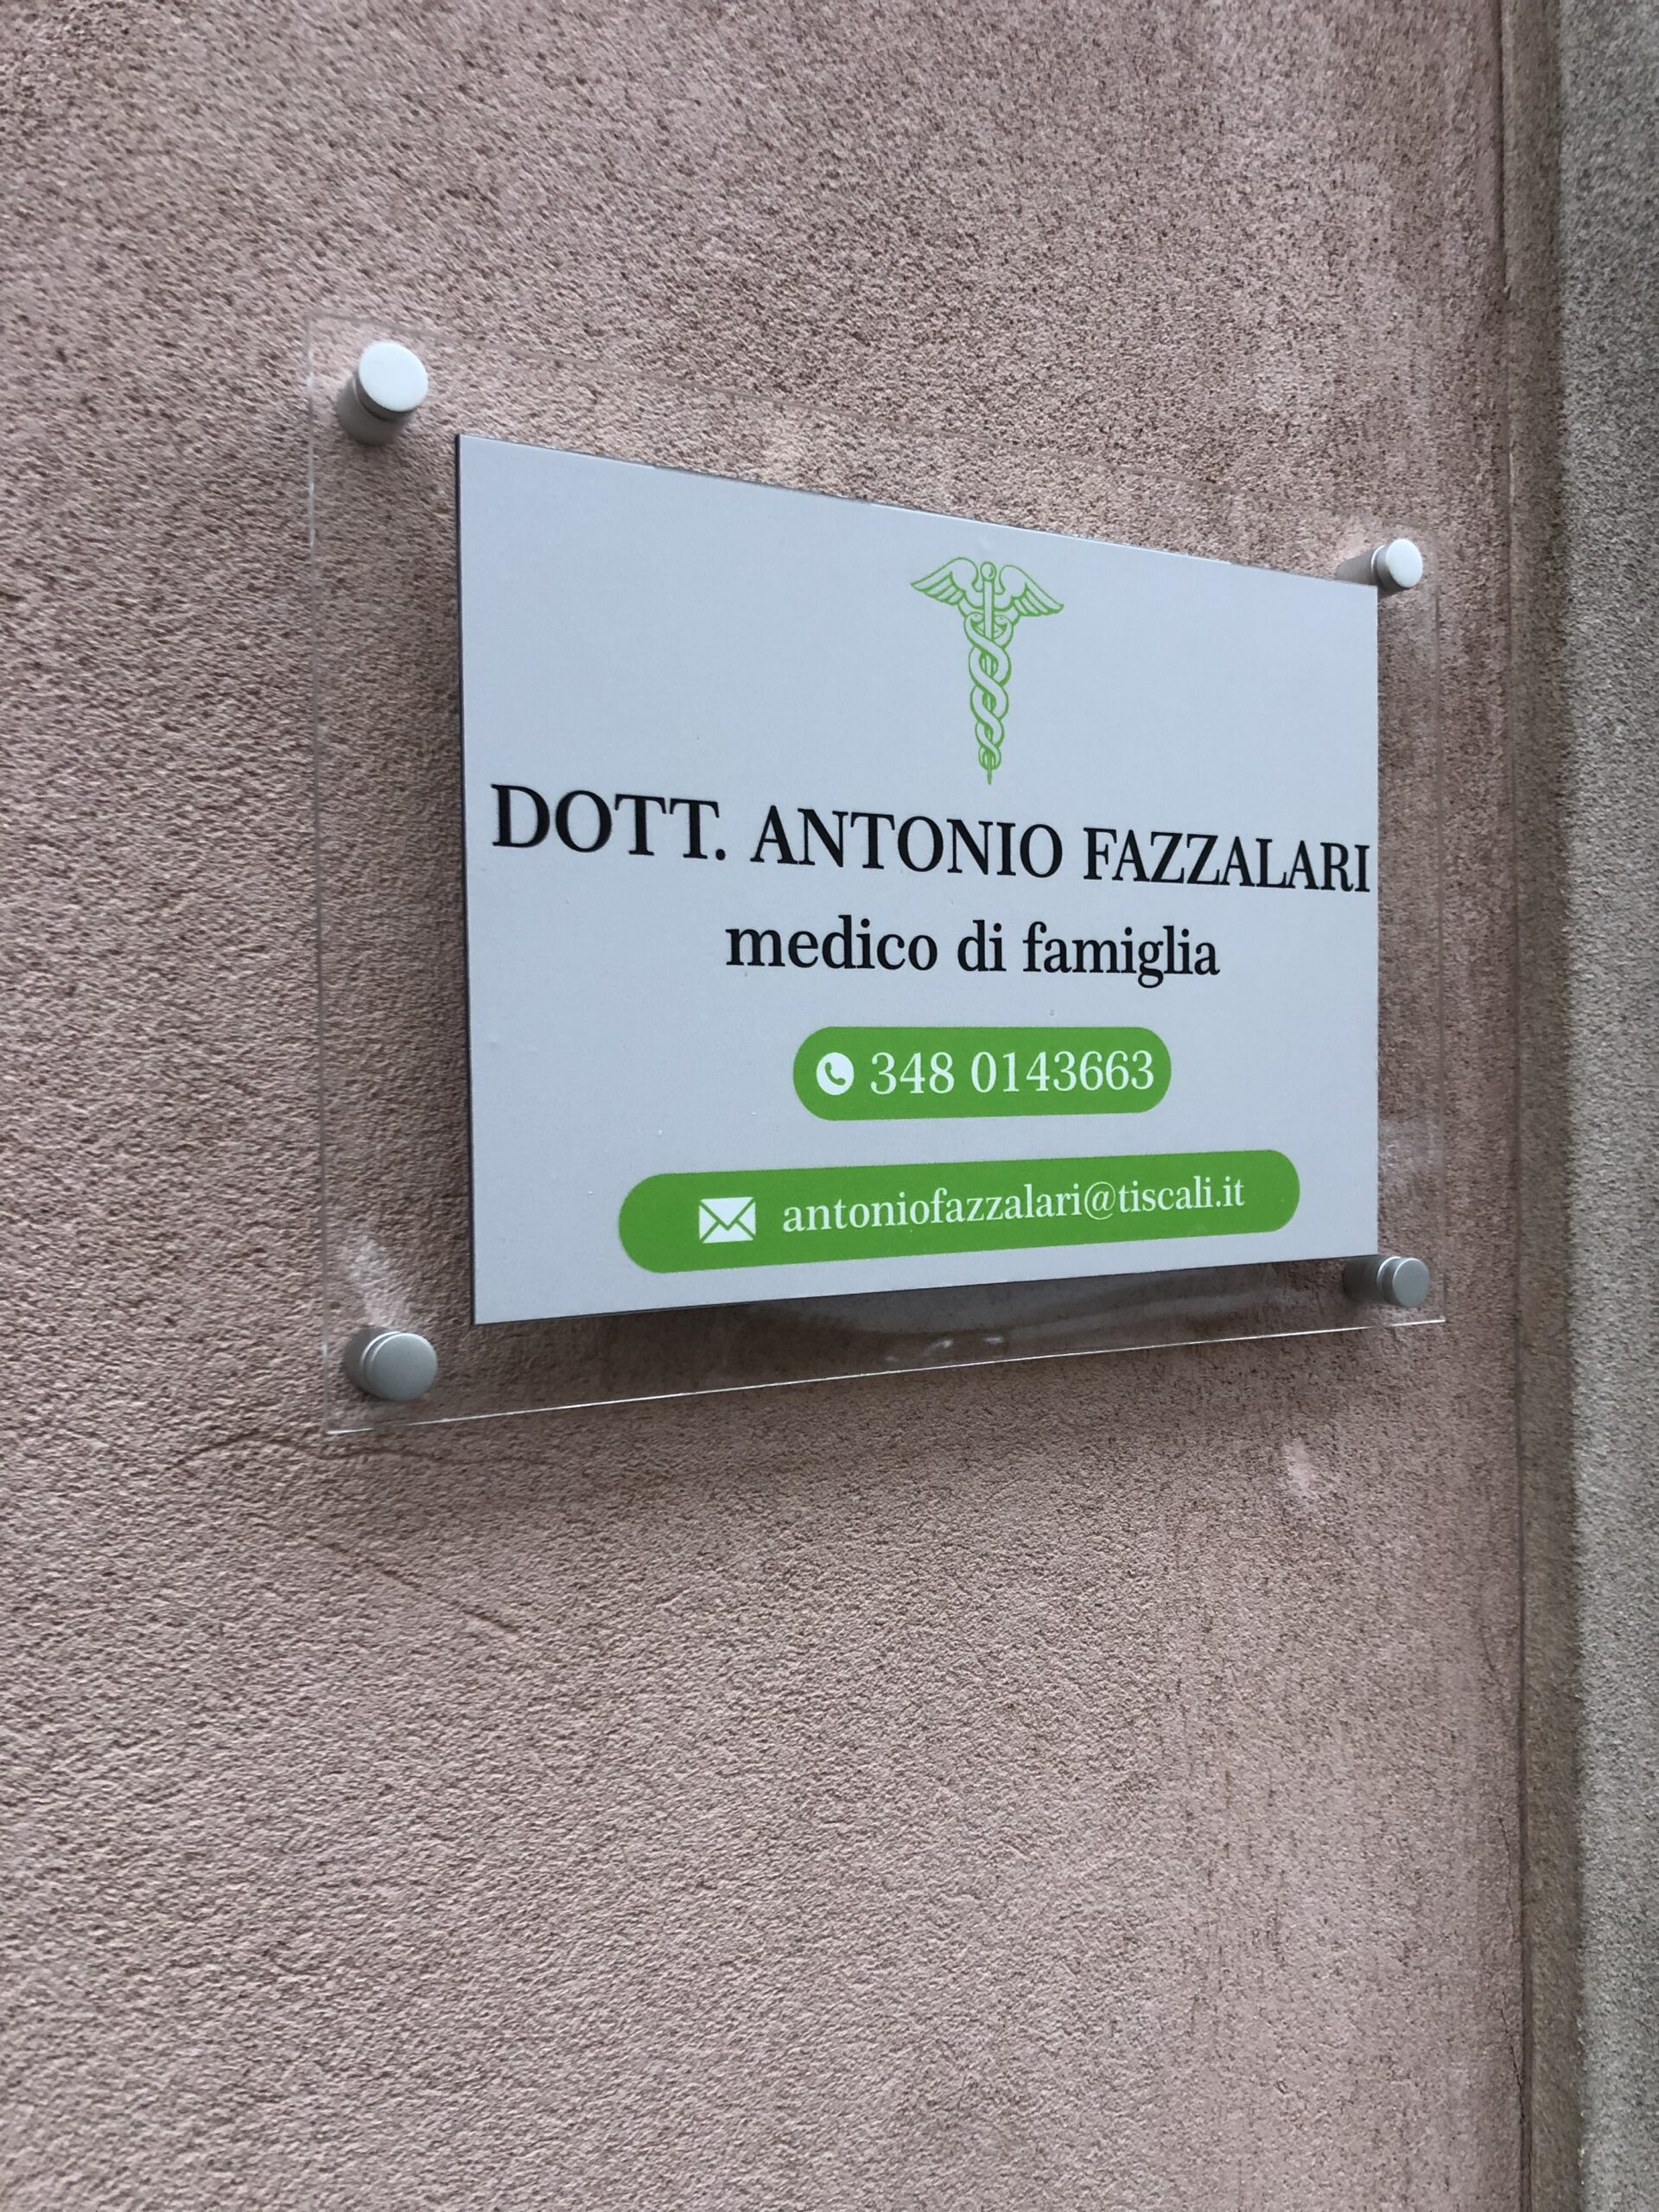 DOTT. ANTONIO FAZZALARI
medico di famiglia
348 0143663
antoniofazzalari@tiscali.it